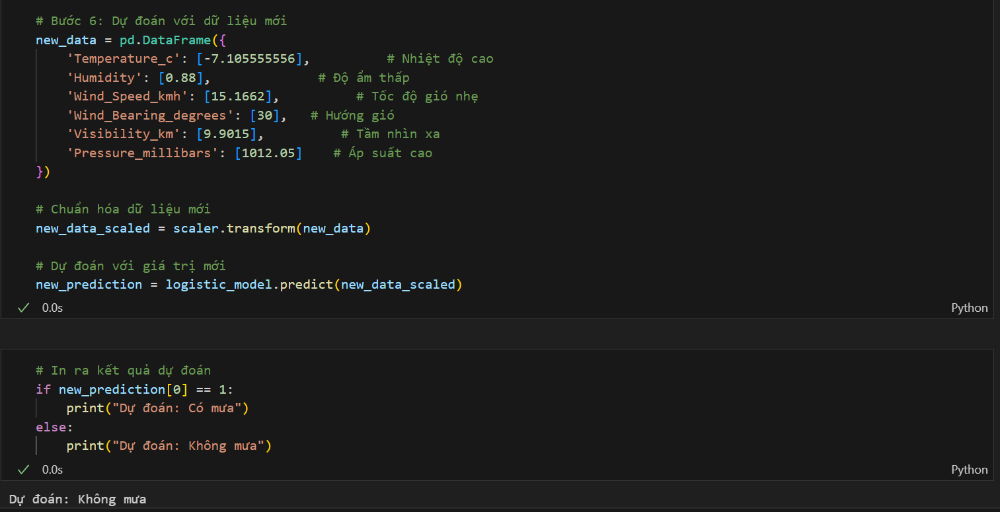 # Bước 6: Dự đoán với dữ liệu mới
new_data = pd.DataFrame({
    'Temperature_c': [-7.105555556],          # Nhiệt độ cao
    'Humidity': [0.88],              # Độ ẩm thấp
    'Wind_Speed_kmh': [15.1662],          # Tốc độ gió nhẹ
    'Wind_Bearing_degrees': [30],   # Hướng gió
    'Visibility_km': [9.9015],          # Tầm nhìn xa
    'Pressure_millibars': [1012.05]    # Áp suất cao
})
# Chuẩn hóa dữ liệu mới
new_data_scaled = scaler.transform(new_data)
# Dự đoán với giá trị mới
new_prediction = logistic_model.predict(new_data_scaled)
0.0s Python
# In ra kết quả dự đoán
if new_prediction[0] == 1:
    print("Dự đoán: Có mưa")
else:
    print("Dự đoán: Không mưa")
0.0s Python
Dự đoán: Không mưa